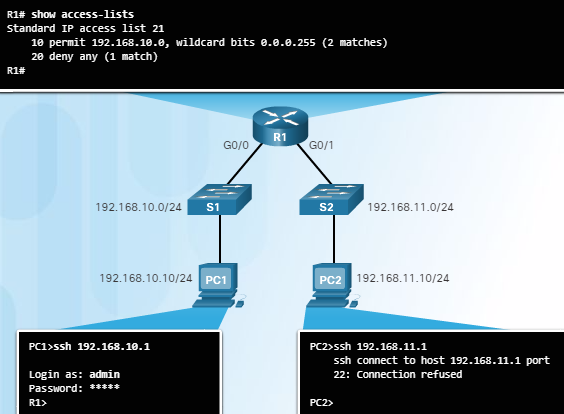 R1# show access-lists
Standard IP access list 21
10 permit 192.168.10.0, wildcard bits 0.0.0.255 (2 matches)
20 deny any (1 match)
R1#
R1
G0/0
G0/1
192.168.10.0/24
S1
S2
192.168.11.0/24
192.168.10.10/24
PC1
PC2
192.168.11.10/24
PC1>ssh 192.168.10.1
Login as: admin
Password: *****
R1>
PC2>ssh 192.168.11.1
ssh connect to host 192.168.11.1 port
22: Connection refused
PC2>